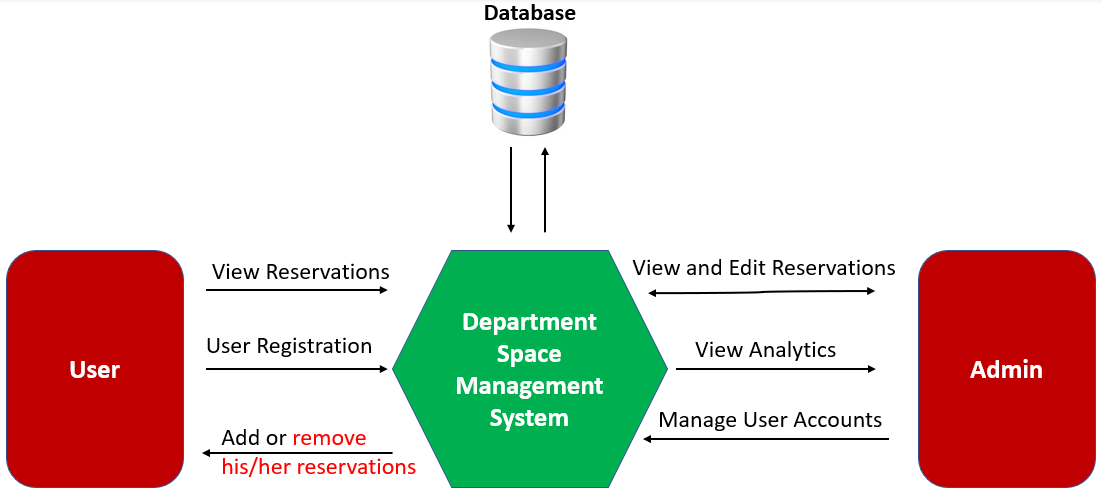 Database
View Reservations
View and Edit Reservations
Department
Space
Management
System
User Registration
View Analytics
User
Admin
Manage User Accounts
Add or remove
his/her reservations